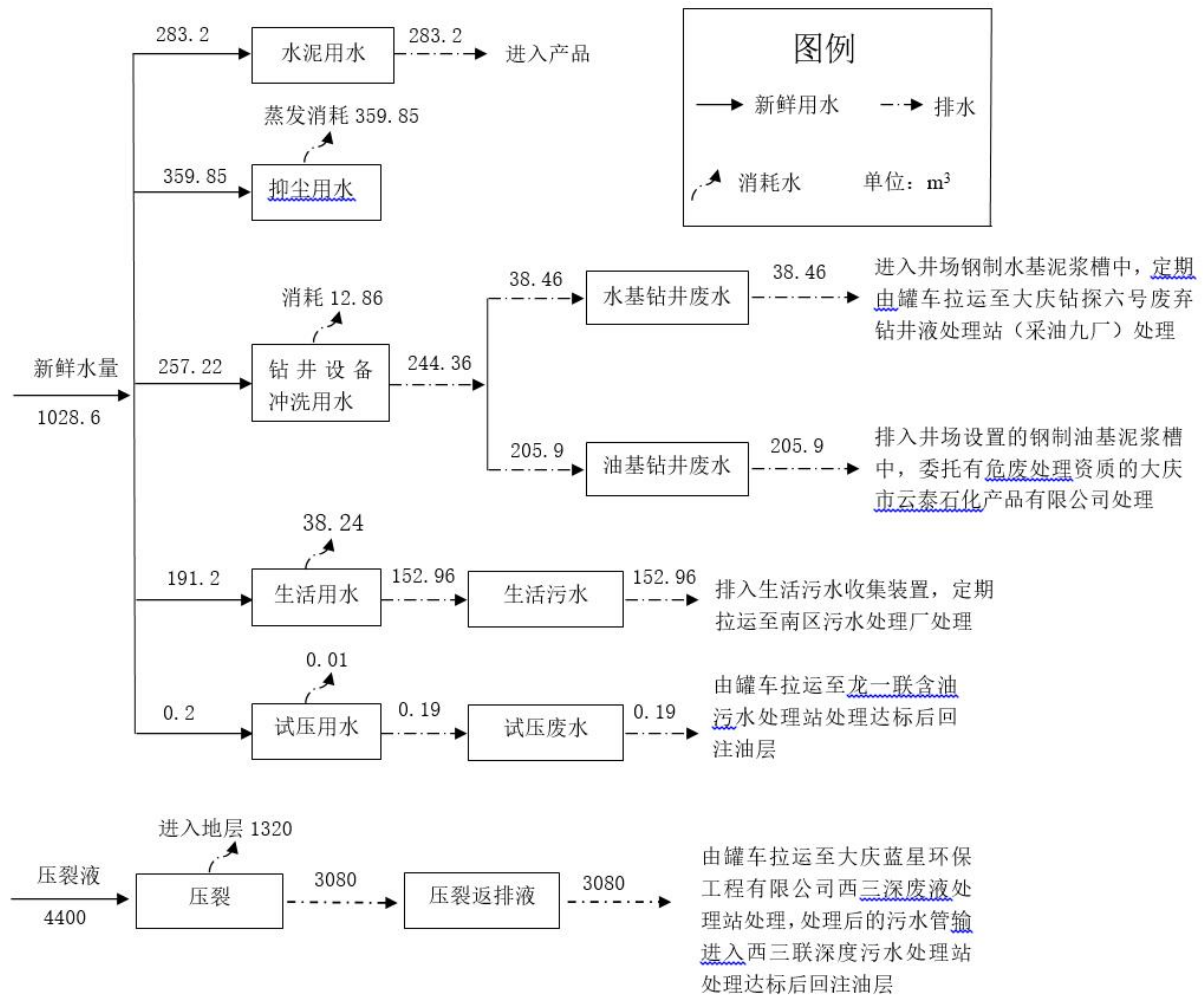 283.2
水泥用水
283.2
进入产品
图例
新鲜用水
排水
消耗水
单位：m³
蒸发消耗 359.85
359.85
抑尘用水
新鲜水量
1028.6
消耗 12.86
257.22
钻井设备
冲洗用水
244.36
38.46
水基钻井废水
38.46
进入井场钢制水基泥浆槽中，定期
由罐车拉运至大庆钻探六号废弃
钻井液处理站（采油九厂）处理
205.9
油基钻井废水
205.9
排入井场设置的钢制油基泥浆槽
中，委托有危废处理资质的大庆
市云泰石化产品有限公司处理
38.24
191.2
生活用水
152.96
生活污水
152.96
排入生活污水收集装置，定期
拉运至南区污水处理厂处理
0.01
0.2
试压用水
0.19
试压废水
0.19
由罐车拉运至龙一联含油
污水处理站处理达标后回
注油层
进入地层 1320
压裂液
4400
压裂
3080
压裂返排液
3080
由罐车拉运至大庆蓝星环保
工程有限公司西三深废液处
理站处理，处理后的污水管输
进入西三联深度污水处理站
处理达标后回注油层